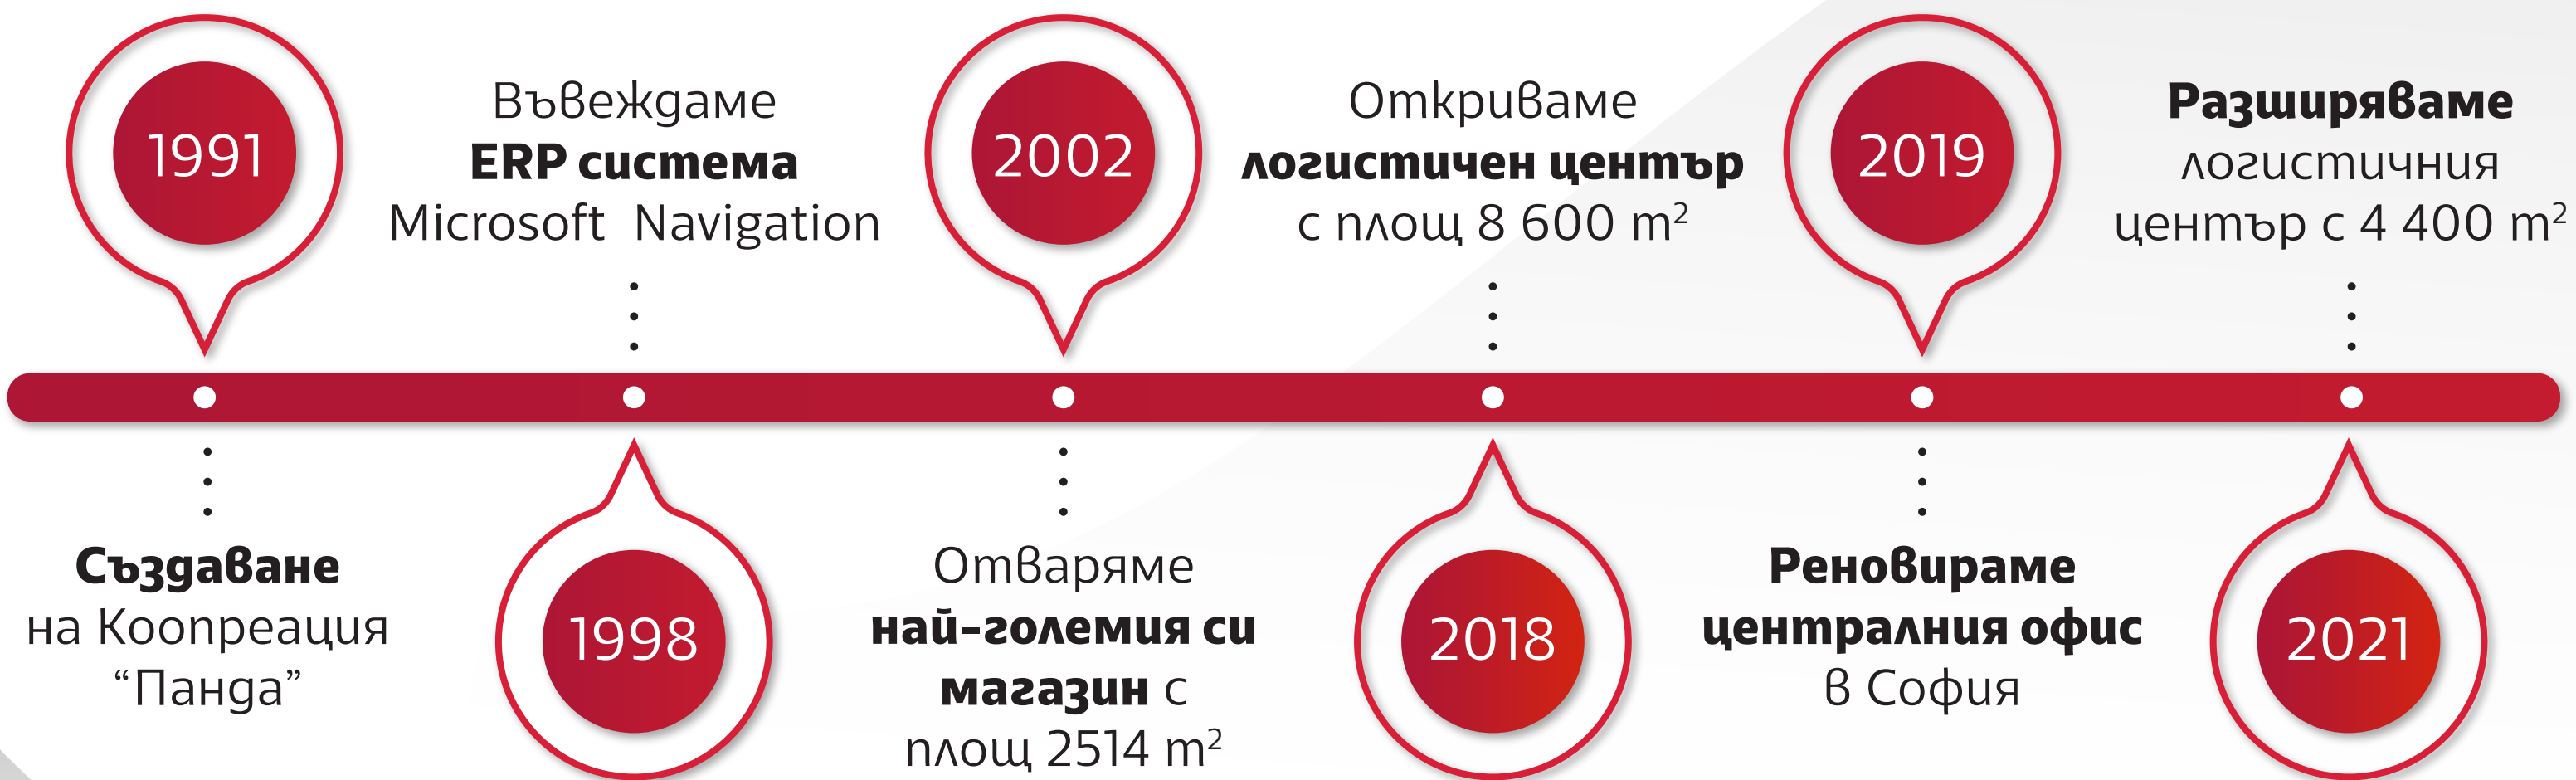 1991
Създаване
на Коопреация
“Панда”
Въвеждаме
ERP система
Microsoft Navigation
1998
2002
Отваряме
най-големия си
магазин с
площ 2514 m²
Откриваме
логистичен център
с площ 8 600 m²
2018
2019
Реновираме
централния офис
в София
Разширяваме
логистичния
център с 4 400 m²
2021